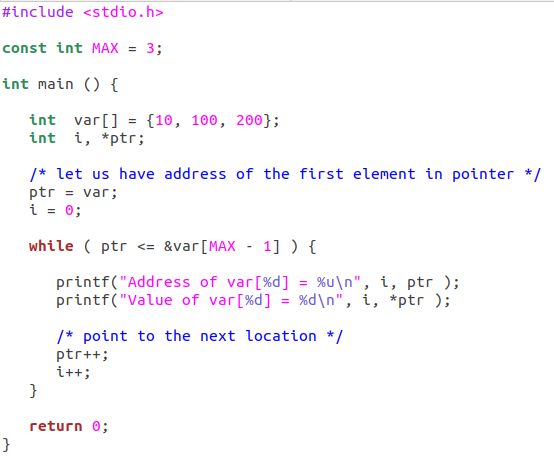 #include <stdio.h>
const int MAX = 3;
int main () {
int  var[] = {10, 100, 200};
int  i, *ptr;
/* let us have address of the first element in pointer */
ptr = var;
i = 0;
while ( ptr <= &var[MAX - 1] ) {
printf("Address of var[%d] = %u\n", i, ptr );
printf("Value of var[%d] = %d\n", i, *ptr );
/* point to the next location */
ptr++;
i++;
}
return 0;
}